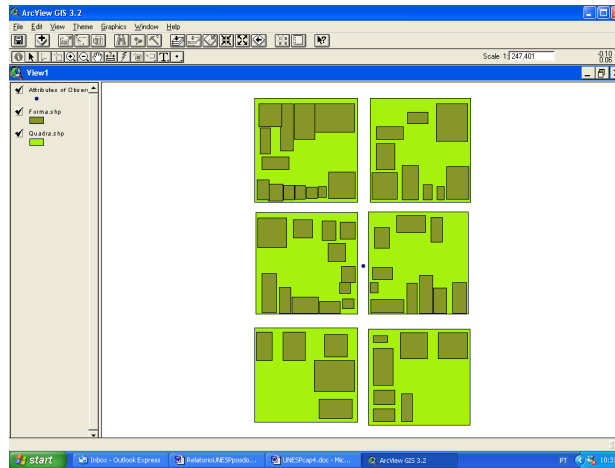 ArcView GIS 3.2
File Edit View Theme Graphics Window Help
Scale 1: 247,401
-0.10
0.06
View1
Attributes of Observ
Forma.shp
Quadra.shp
start
Inbox - Outlook Express
RelatorioUNESPposdo...
UNESPcap4.doc - Mic...
ArcView GIS 3.2
PT